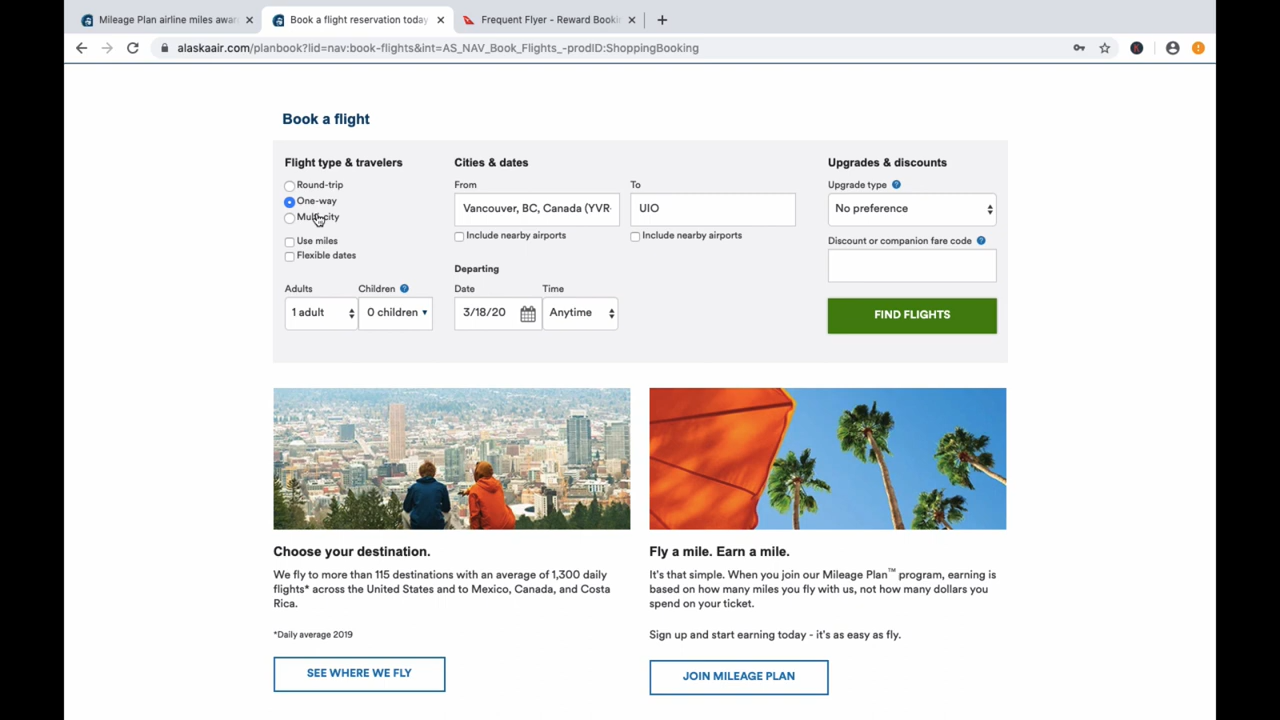 Mileage Plan airline miles awar
Book a flight reservation today
Frequent Flyer - Reward Bookin
alaskaair.com/planbook?lid=nav:book-flights&int=AS_NAV_Book_Flights_-prodID:ShoppingBooking
Book a flight
Flight type & travelers
Round-trip
One-way
Multi-city
Use miles
Flexible dates
Adults
Children
1 adult
0 children
Cities & dates
From
To
Vancouver, BC, Canada (YVR-
UIO
Include nearby airports
Include nearby airports
Departing
Date
Time
3/18/20
Anytime
Upgrades & discounts
Upgrade type
No preference
Discount or companion fare code
FIND FLIGHTS
Choose your destination.
We fly to more than 115 destinations with an average of 1,300 daily
flights* across the United States and to Mexico, Canada, and Costa
Rica.
*Daily average 2019
SEE WHERE WE FLY
Fly a mile. Earn a mile.
It's that simple. When you join our Mileage Plan™ program, earning is
based on how many miles you fly with us, not how many dollars you
spend on your ticket.
Sign up and start earning today - it's as easy as fly.
JOIN MILEAGE PLAN